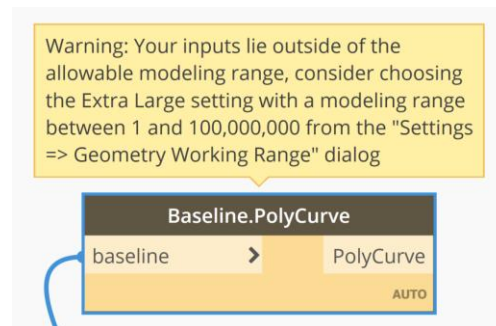 Warning: Your inputs lie outside of the
allowable modeling range, consider choosing
the Extra Large setting with a modeling range
between 1 and 100,000,000 from the "Settings
=> Geometry Working Range" dialog
Baseline.PolyCurve
baseline > PolyCurve
AUTO